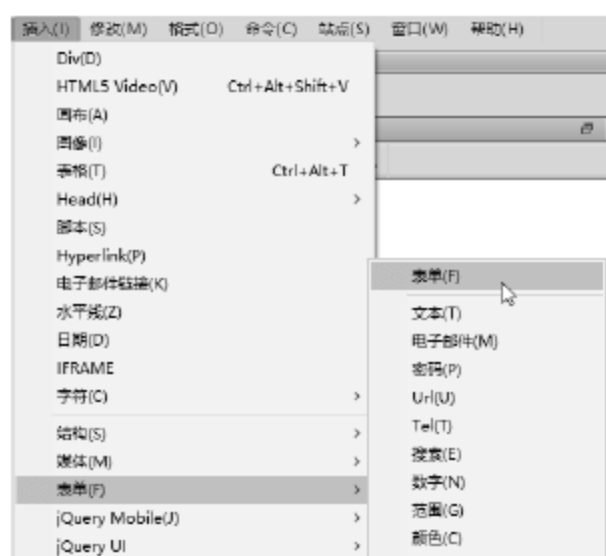 插入(I) 修改(M) 格式(O) 命令(C) 站点(S) 窗口(W) 帮助(H)
Div(D)
HTML5 Video(V) Ctrl+Alt+Shift+V
画布(A)
图像(I)
表格(T) Ctrl+Alt+T
Head(H)
脚本(S)
Hyperlink(P)
电子邮件链接(K)
水平线(Z)
日期(D)
IFRAME
字符(C)
结构(S)
媒体(M)
表单(F)
jQuery Mobile(J)
jQuery UI
表单(F)
文本(T)
电子邮件(M)
密码(P)
Url(U)
Tel(T)
搜索(E)
数字(N)
范围(G)
颜色(C)